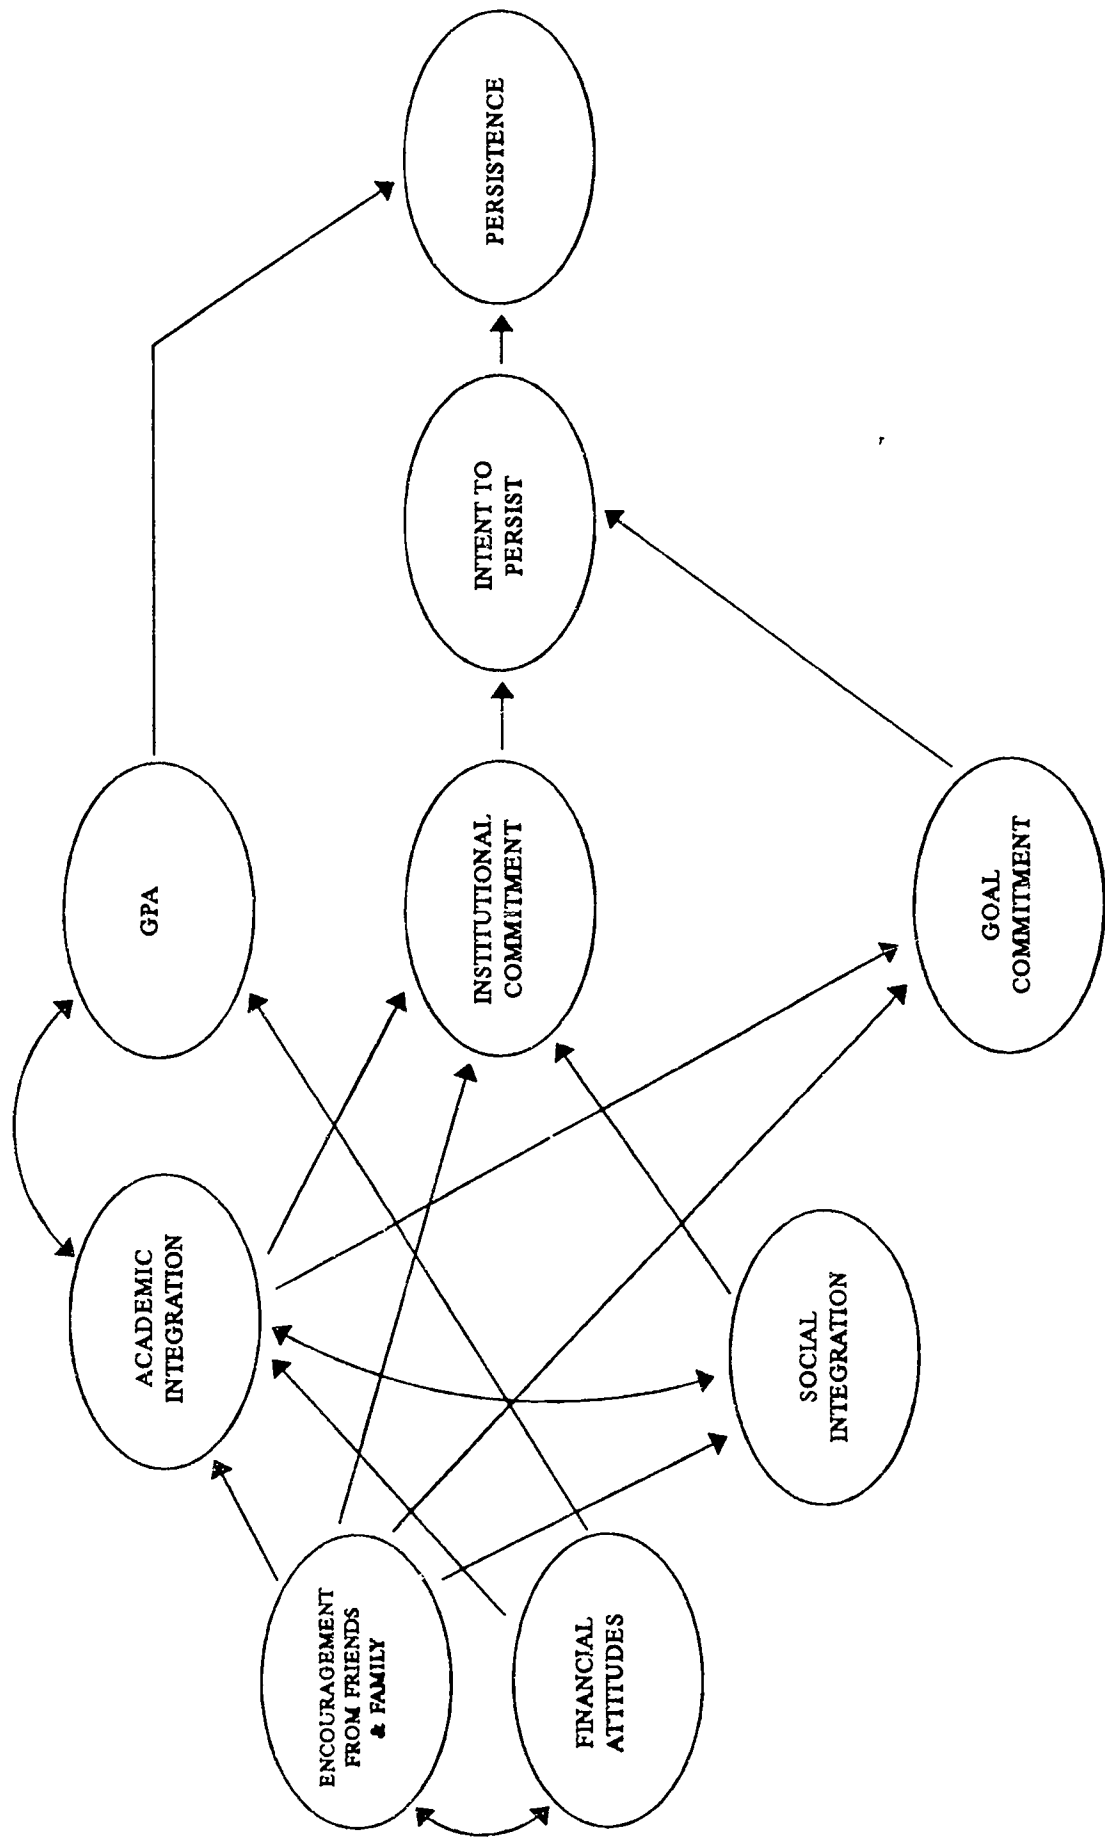 ENCOURAGEMENT
FROM FRIENDS
& FAMILY
FINANCIAL
ATTITUDES
ACADEMIC
INTEGRATION
SOCIAL
INTEGRATION
GPA
INSTITUTIONAL
COMMITMENT
GOAL
COMMITMENT
INTENT TO
PERSIST
PERSISTENCE